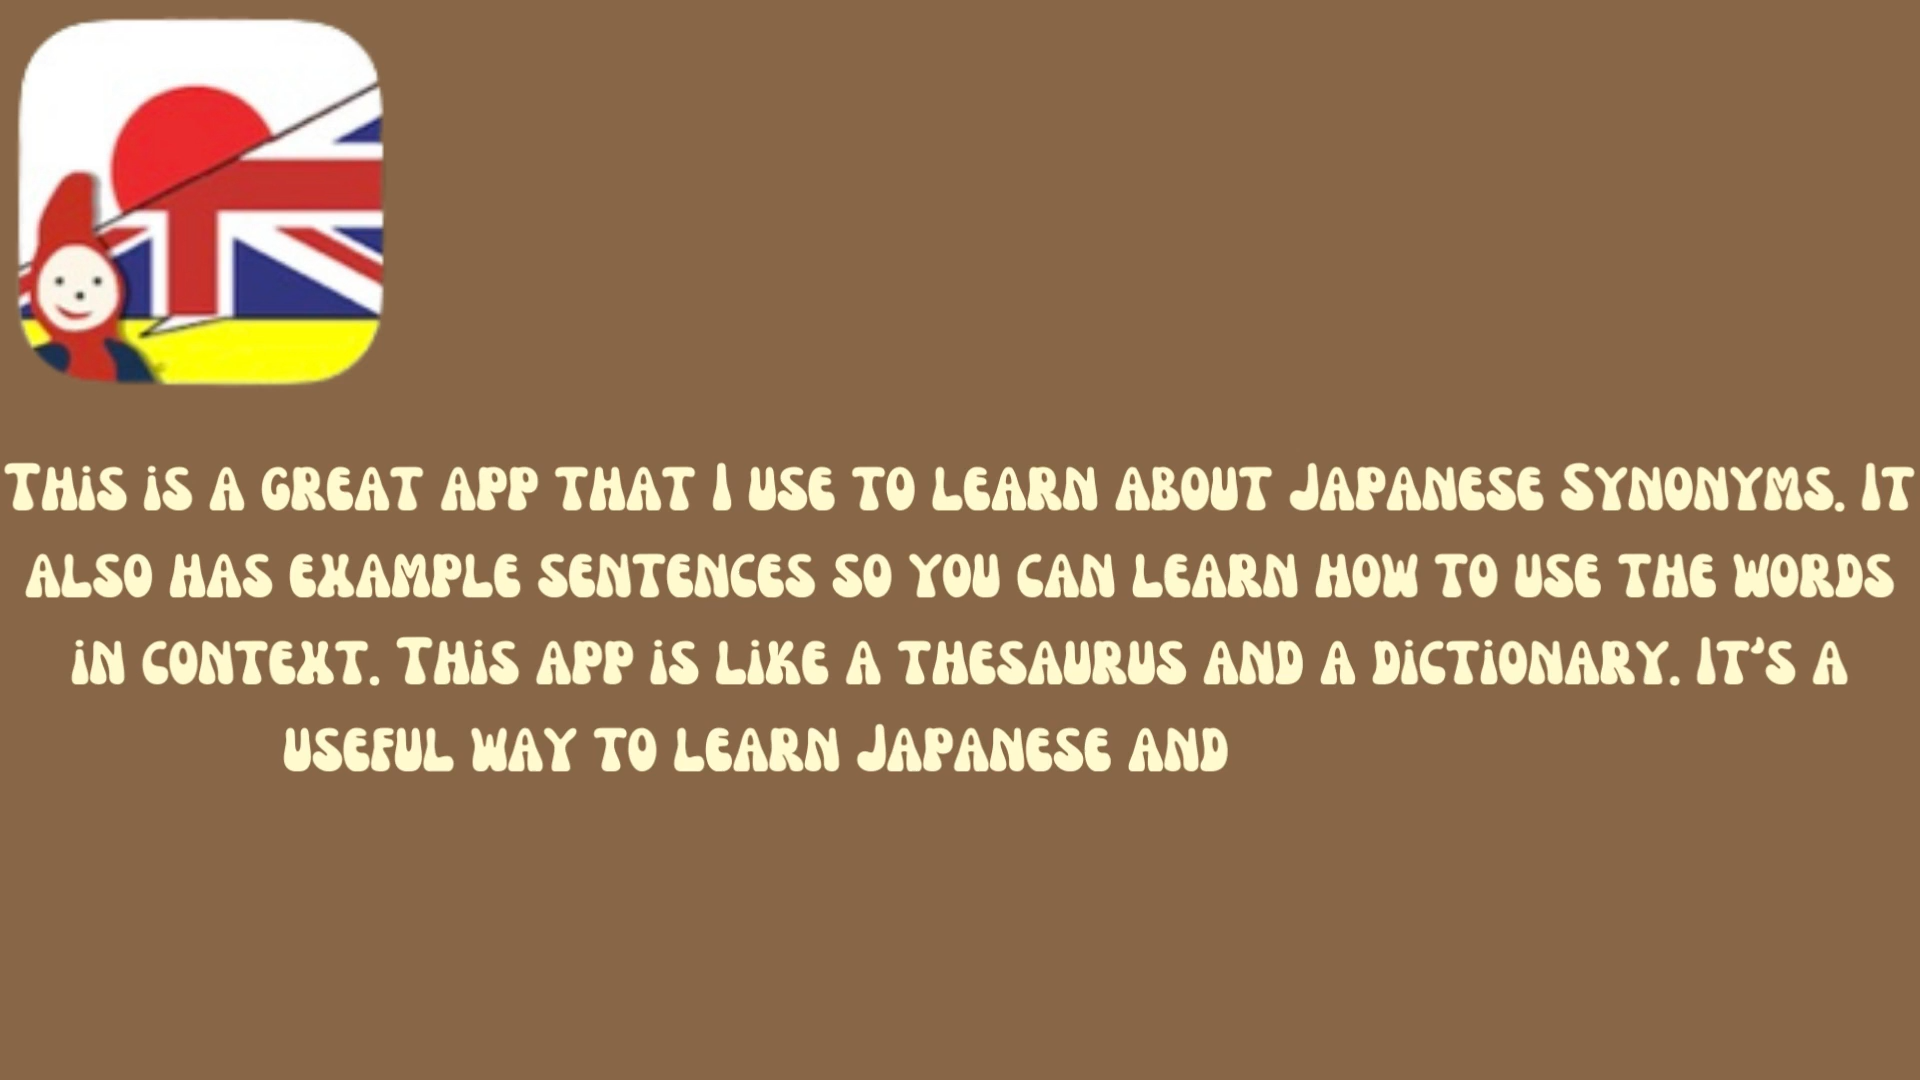 This is a great app that I use to learn about Japanese Synonyms. It
also has example sentences so you can learn how to use the words
in context. This app is like a thesaurus and a dictionary. It's a
useful way to learn Japanese and